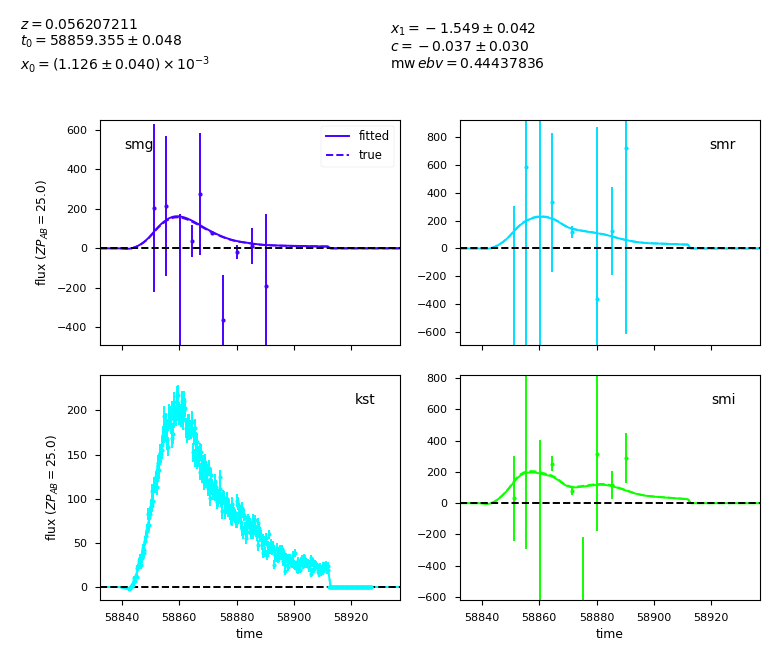 z = 0.056207211
t₀ = 58859.355 ± 0.048
x₀ = (1.126 ± 0.040) × 10⁻³
x₁ = −1.549 ± 0.042
c = −0.037 ± 0.030
mw ebv = 0.44437836
smg
fitted
true
600
400
200
0
−200
−400
flux (ZP_AB = 25.0)
smr
800
600
400
200
0
−200
−400
−600
kst
200
150
100
50
0
flux (ZP_AB = 25.0)
58840 58860 58880 58900 58920
time
smi
800
600
400
200
0
−200
−400
−600
58840 58860 58880 58900 58920
time